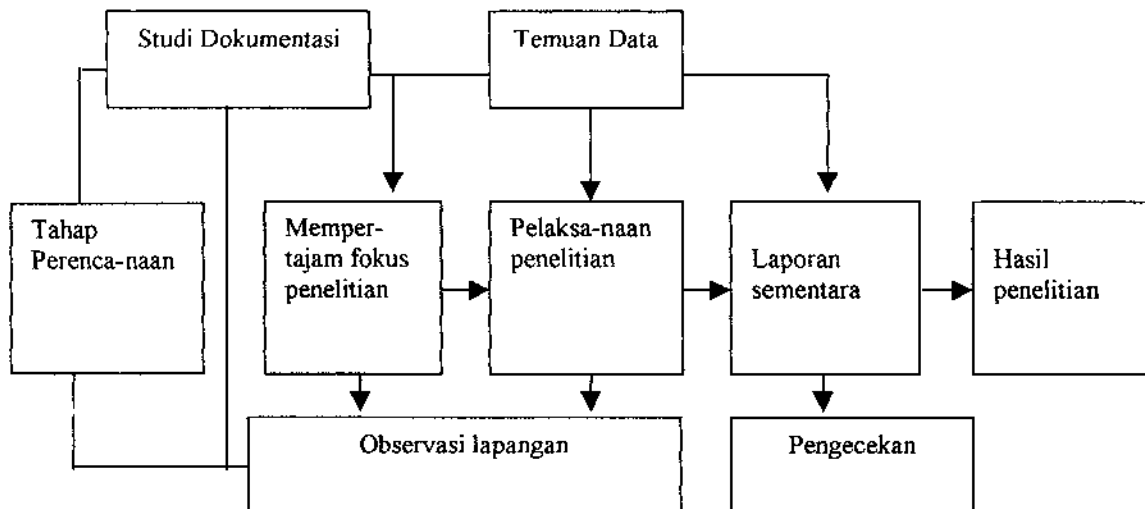 Studi Dokumentasi
Temuan Data
Tahap
Perenca-naan
Memper-
tajam fokus
penelitian
Pelaksa-naan
penelitian
Laporan
sementara
Hasil
penelitian
Observasi lapangan
Pengecekan